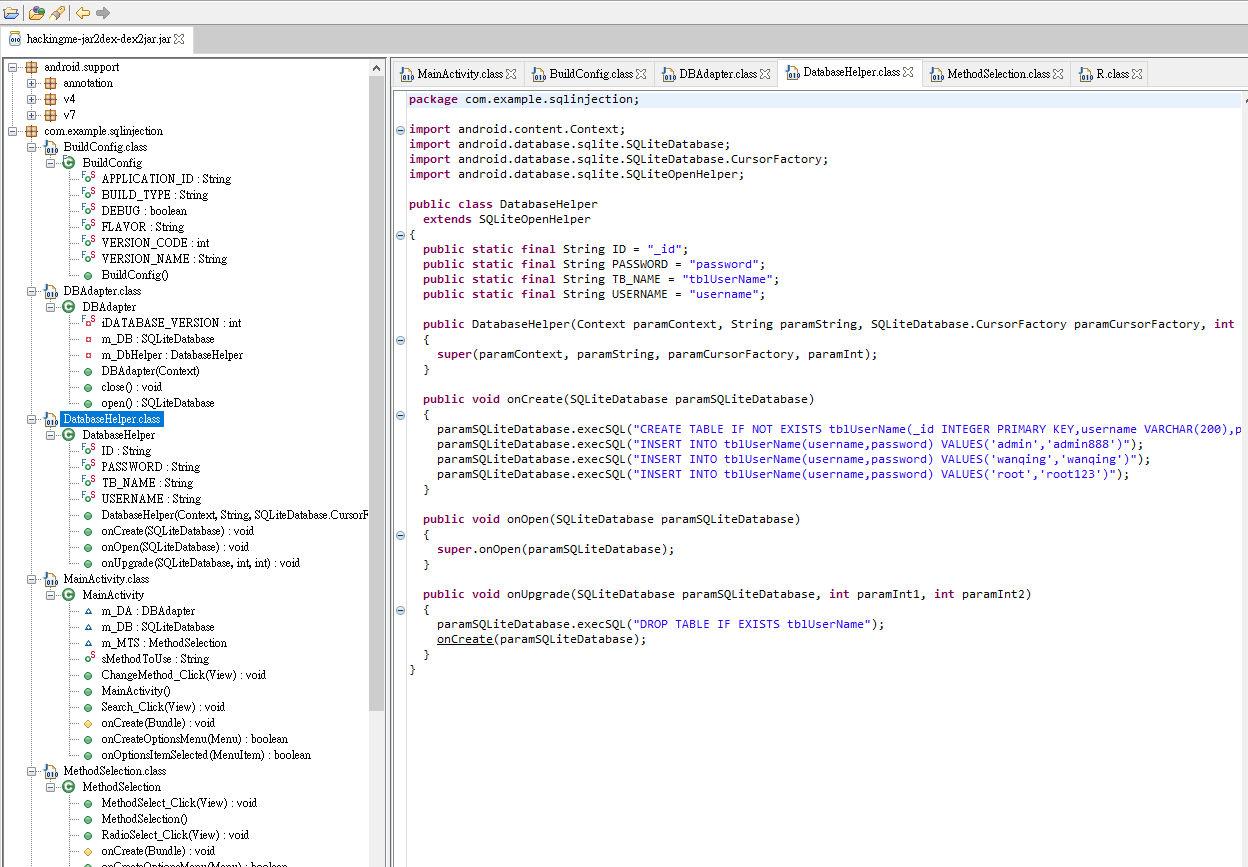 hackingme-jar2dex-dex2jar.jar
android.support
annotation
v4
v7
com.example.sqlinjection
BuildConfig.class
BuildConfig
APPLICATION_ID : String
BUILD_TYPE : String
DEBUG : boolean
FLAVOR : String
VERSION_CODE : int
VERSION_NAME : String
BuildConfig()
DBAdapter.class
DBAdapter
iDATABASE_VERSION : int
m_DB : SQLiteDatabase
m_DbHelper : DatabaseHelper
DBAdapter(Context)
close() : void
open() : SQLiteDatabase
DatabaseHelper.class
DatabaseHelper
ID : String
PASSWORD : String
TB_NAME : String
USERNAME : String
DatabaseHelper(Context, String, SQLiteDatabase.CursorF
onCreate(SQLiteDatabase) : void
onOpen(SQLiteDatabase) : void
onUpgrade(SQLiteDatabase, int, int) : void
MainActivity.class
MainActivity
m_DA : DBAdapter
m_DB : SQLiteDatabase
m_MTS : MethodSelection
sMethodToUse : String
ChangeMethod_Click(View) : void
MainActivity()
Search_Click(View) : void
onCreate(Bundle) : void
onCreateOptionsMenu(Menu) : boolean
onOptionsItemSelected(MenuItem) : boolean
MethodSelection.class
MethodSelection
MethodSelect_Click(View) : void
MethodSelection()
RadioSelect_Click(View) : void
onCreate(Bundle) : void
onCreateOptionsMenu(Menu) : boolean
MainActivity.class BuildConfig.class DBAdapter.class DatabaseHelper.class MethodSelection.class R.class
package com.example.sqlinjection;
import android.content.Context;
import android.database.sqlite.SQLiteDatabase;
import android.database.sqlite.SQLiteDatabase.CursorFactory;
import android.database.sqlite.SQLiteOpenHelper;
public class DatabaseHelper
extends SQLiteOpenHelper
{
public static final String ID = "_id";
public static final String PASSWORD = "password";
public static final String TB_NAME = "tblUserName";
public static final String USERNAME = "username";
public DatabaseHelper(Context paramContext, String paramString, SQLiteDatabase.CursorFactory paramCursorFactory, int
{
super(paramContext, paramString, paramCursorFactory, paramInt);
}
public void onCreate(SQLiteDatabase paramSQLiteDatabase)
{
paramSQLiteDatabase.execSQL("CREATE TABLE IF NOT EXISTS tblUserName(_id INTEGER PRIMARY KEY,username VARCHAR(200),p
paramSQLiteDatabase.execSQL("INSERT INTO tblUserName(username,password) VALUES('admin','admin888')");
paramSQLiteDatabase.execSQL("INSERT INTO tblUserName(username,password) VALUES('wanqing','wanqing')");
paramSQLiteDatabase.execSQL("INSERT INTO tblUserName(username,password) VALUES('root','root123')");
}
public void onOpen(SQLiteDatabase paramSQLiteDatabase)
{
super.onOpen(paramSQLiteDatabase);
}
public void onUpgrade(SQLiteDatabase paramSQLiteDatabase, int paramInt1, int paramInt2)
{
paramSQLiteDatabase.execSQL("DROP TABLE IF EXISTS tblUserName");
onCreate(paramSQLiteDatabase);
}
}